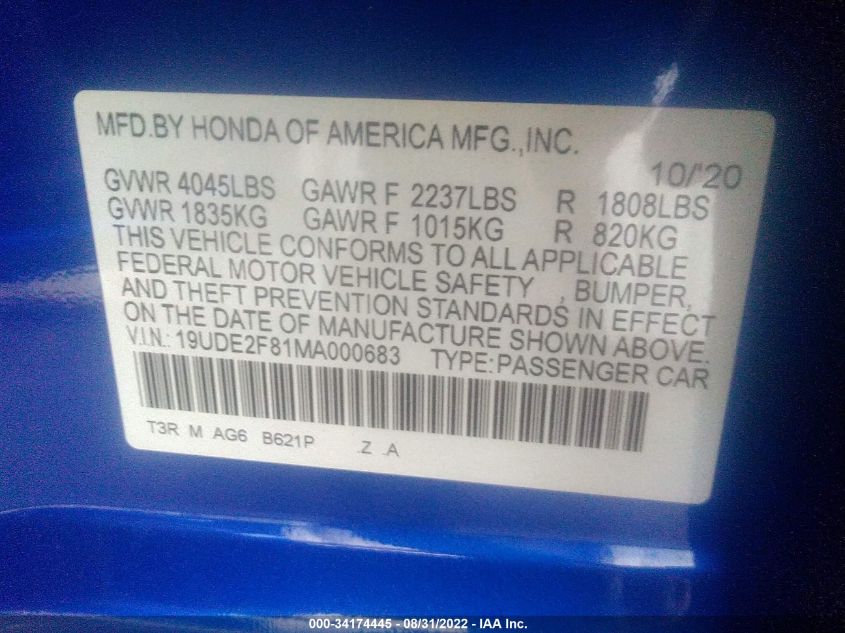 MFD.BY HONDA OF AMERICA MFG.,INC.
10/'20
GVWR 4045LBS GAWR F 2237LBS R 1808LBS
GVWR 1835KG GAWR F 1015KG R 820KG
THIS VEHICLE CONFORMS TO ALL APPLICABLE
FEDERAL MOTOR VEHICLE SAFETY , BUMPER,
AND THEFT PREVENTION STANDARDS IN EFFECT
ON THE DATE OF MANUFACTURE SHOWN ABOVE.
V.I.N.: 19UDE2F81MA000683 TYPE: PASSENGER CAR
T3R M AG6 B621P .Z .A
000-34174445 - 08/31/2022 - IAA Inc.